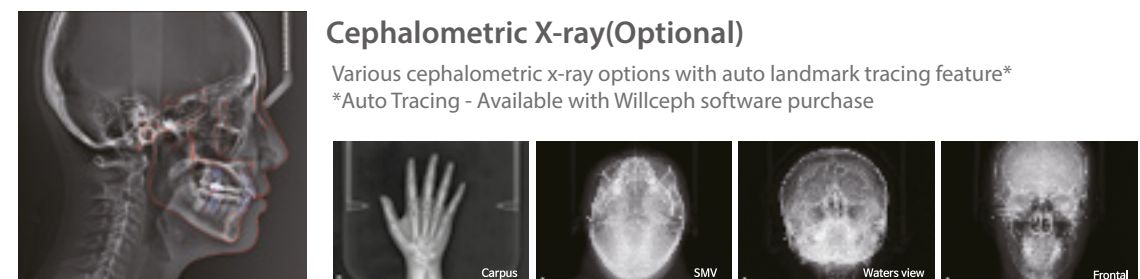 Cephalometric X-ray(Optional)
Various cephalometric x-ray options with auto landmark tracing feature*
*Auto Tracing - Available with Willceph software purchase
Carpus
SMV
Waters view
Frontal